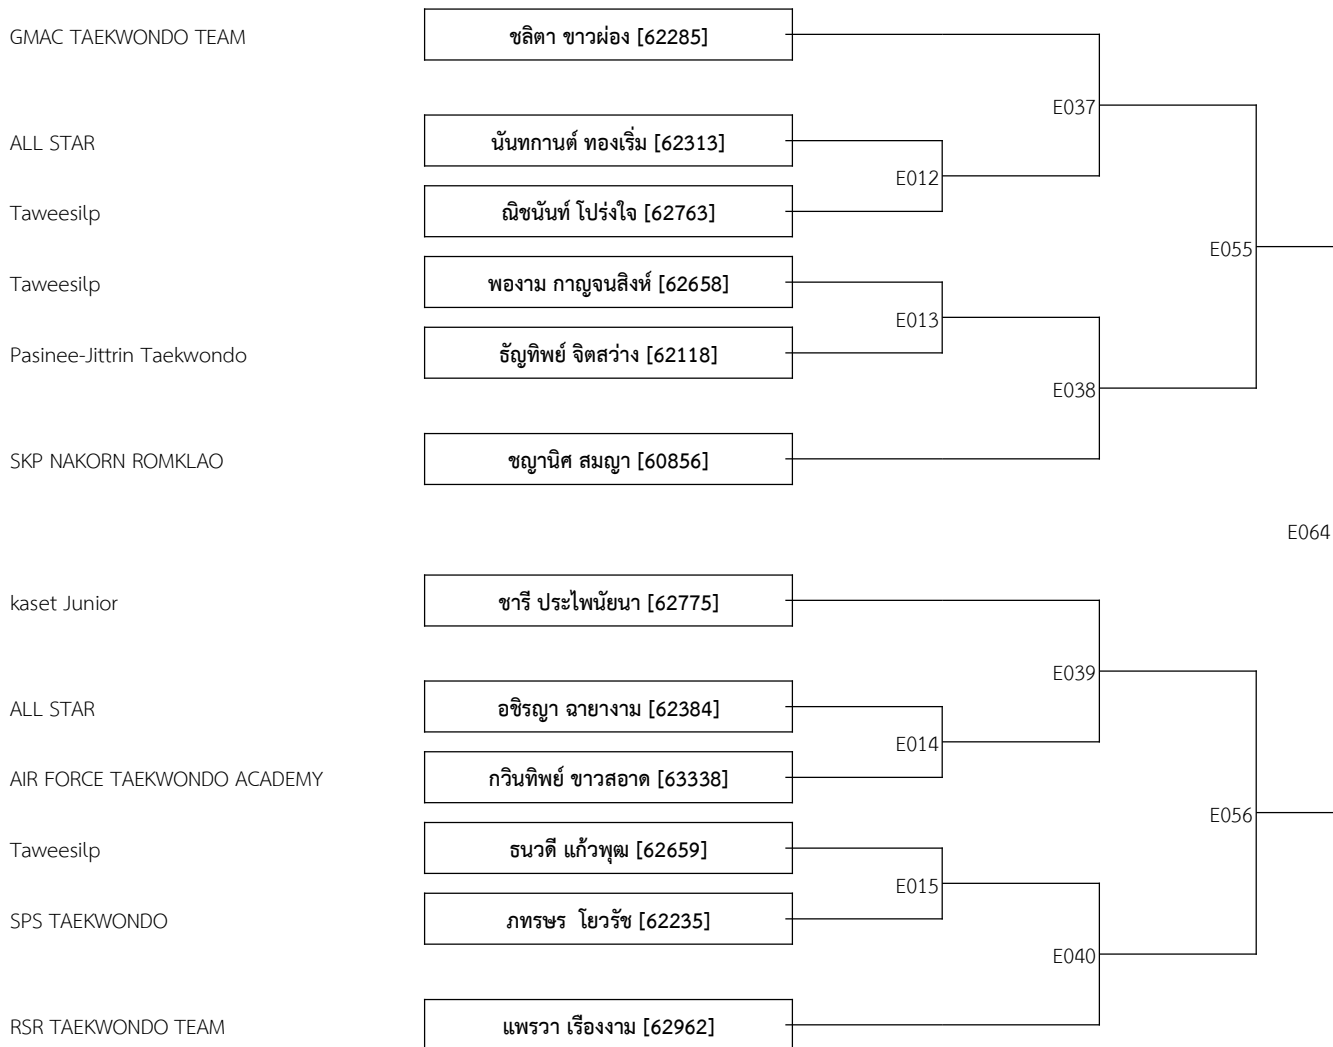 GMAC TAEKWONDO TEAM ชลิตา ขาวผ่อง [62285]
E037
ALL STAR นันทกานต์ ทองเริ่ม [62313]
E012
Taweesilp ณิชนันท์ โปร่งใจ [62763]
E055
Taweesilp พองาม กาญจนสิงห์ [62658]
E013
Pasinee-Jittrin Taekwondo ธัญทิพย์ จิตสว่าง [62118]
E038
SKP NAKORN ROMKLAO ชญานิศ สมญา [60856]
E064
kaset Junior ชารี ประไพนัยนา [62775]
E039
ALL STAR อชิรญา ฉายางาม [62384]
E014
AIR FORCE TAEKWONDO ACADEMY กวินทิพย์ ขาวสอาด [63338]
E056
Taweesilp ธนวดี แก้วพุฒ [62659]
E015
SPS TAEKWONDO ภทรษร  โยวรัช [62235]
E040
RSR TAEKWONDO TEAM แพรวา เรืองงาม [62962]